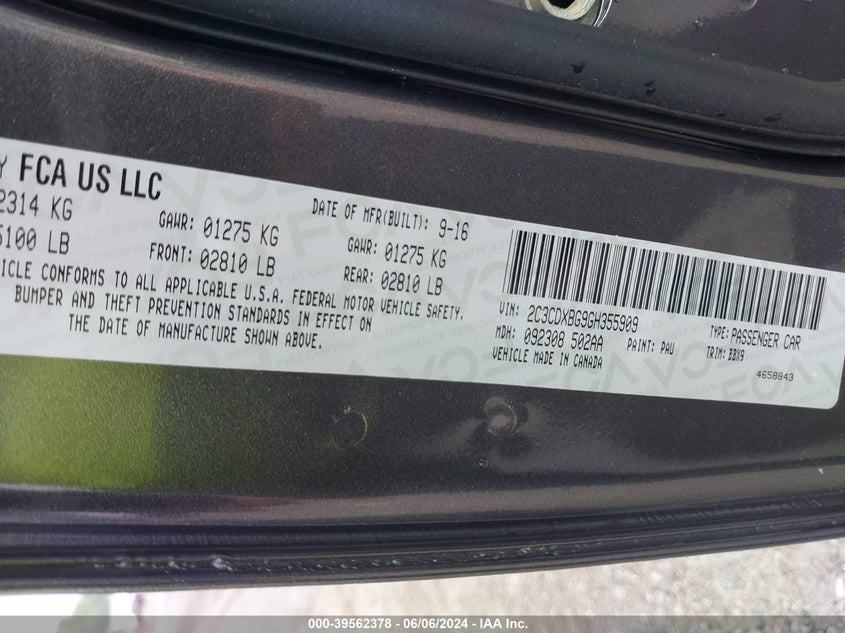 Y FCA US LLC
2314 KG GAWR: 01275 KG DATE OF MFR(BUILT): 9-16
5100 LB FRONT: 02810 LB GAWR: 01275 KG
REAR: 02810 LB
HICLE CONFORMS TO ALL APPLICABLE U.S.A. FEDERAL MOTOR VEHICLE SAFETY,
BUMPER AND THEFT PREVENTION STANDARDS IN EFFECT ON
THE DATE OF MANUFACTURE SHOWN ABOVE.
VIN: 2C3CDXBG9GH355909 TYPE: PASSENGER CAR
MDH: 092308 502AA PAINT: PAU TRIM: BBX9
VEHICLE MADE IN CANADA 4658843
000-39562378 | 06/06/2024 - IAA Inc.